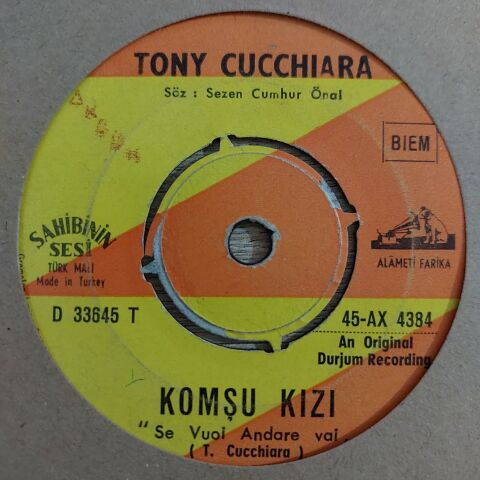 TONY CUCCHIARA
Söz : Sezen Cumhur Önal
BIEM
SAHİBİNİN
SESİ
TÜRK MALI
Made in Turkey
ALÂMETİ FARİKA
D 33645 T
45-AX 4384
An Original
Durjum Recording
KOMŞU KIZI
"Se Vuoi Andare vai
( T. Cucchiara )